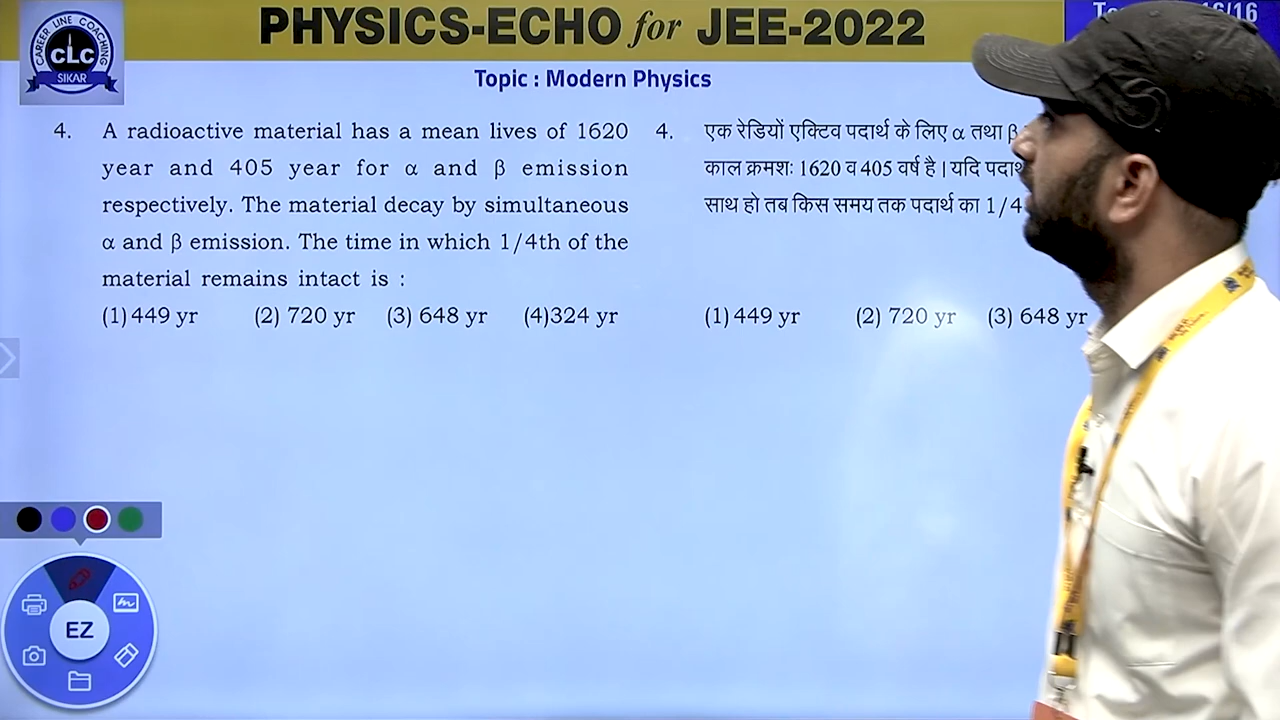 PHYSICS-ECHO for JEE-2022
16/16
CAREER LINE COACHING
CLC
SIKAR
Topic : Modern Physics
4. A radioactive material has a mean lives of 1620
year and 405 year for α and β emission
respectively. The material decay by simultaneous
α and β emission. The time in which 1/4th of the
material remains intact is :
(1) 449 yr (2) 720 yr (3) 648 yr (4)324 yr
4. एक रेडियों एक्टिव पदार्थ के लिए α तथा β
काल क्रमशः 1620 व 405 वर्ष है। यदि
साथ हो तब किस समय तक पदार्थ का 1/4
(1) 449 yr (2) 720 yr (3) 648 yr
EZ